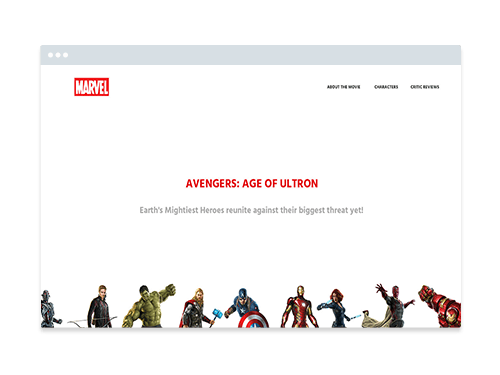 MARVEL
ABOUT THE MOVIE CHARACTERS CRITIC REVIEWS
AVENGERS: AGE OF ULTRON
Earth's Mightiest Heroes reunite against their biggest threat yet!